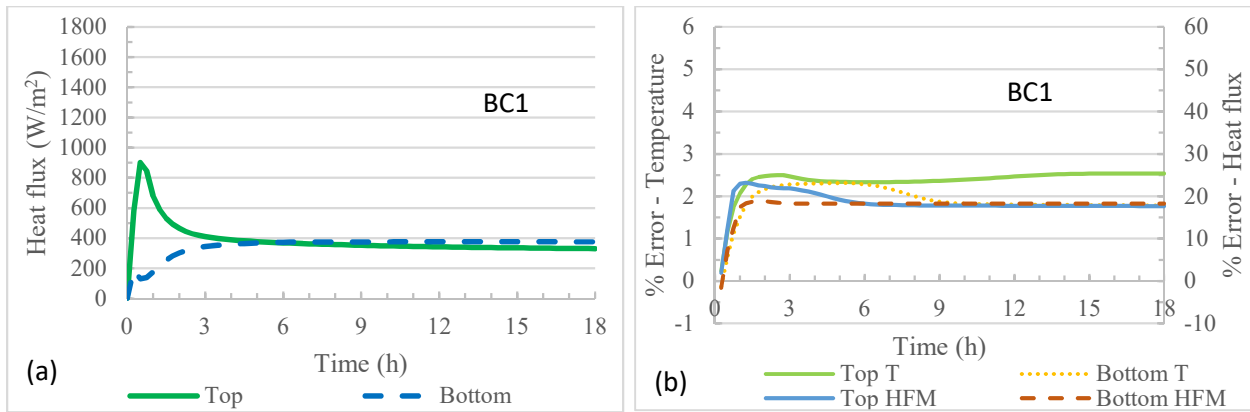 1800
1600
1400
1200
1000
800
600
400
200
0
Heat flux (W/m²)
BC1
0 3 6 9 12 15 18
Time (h)
(a)
Top Bottom
6
5
4
3
2
1
0
-1
% Error - Temperature
BC1
60
50
40
30
20
10
0
-10
% Error - Heat flux
0 3 6 9 12 15 18
Time (h)
(b)
Top T Bottom T
Top HFM Bottom HFM